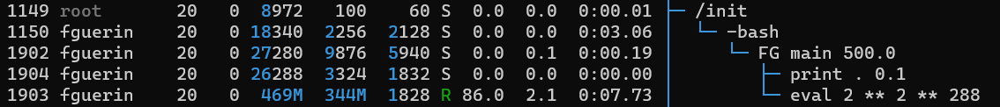 1149 root 20 0 8972 100 60 S 0.0 0.0 0:00.01 ├─ /init
1150 fguerin 20 0 18340 2256 2128 S 0.0 0.0 0:03.06 └─ -bash
1902 fguerin 20 0 27280 9876 5940 S 0.0 0.1 0:00.19 └─ FG main 500.0
1904 fguerin 20 0 26288 3324 1832 S 0.0 0.0 0:00.00 ├─ print . 0.1
1903 fguerin 20 0 469M 344M 1828 R 86.0 2.1 0:07.73 └─ eval 2 ** 2 ** 288